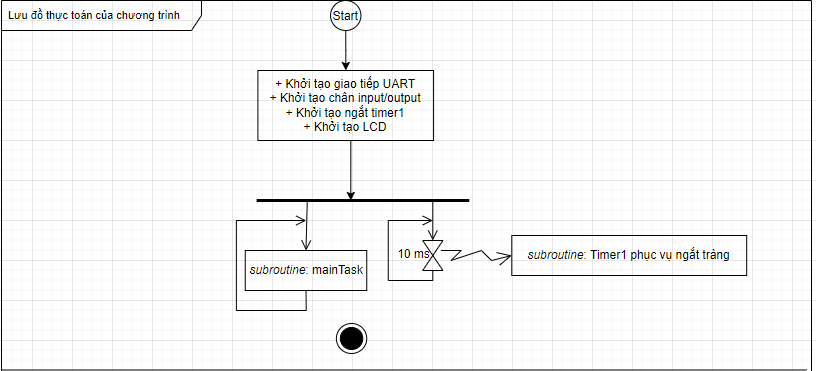 Lưu đồ thực toán của chương trình
Start
+ Khởi tạo giao tiếp UART
+ Khởi tạo chân input/output
+ Khởi tạo ngắt timer1
+ Khởi tạo LCD
subroutine: mainTask
10 ms
subroutine: Timer1 phục vụ ngắt tràng